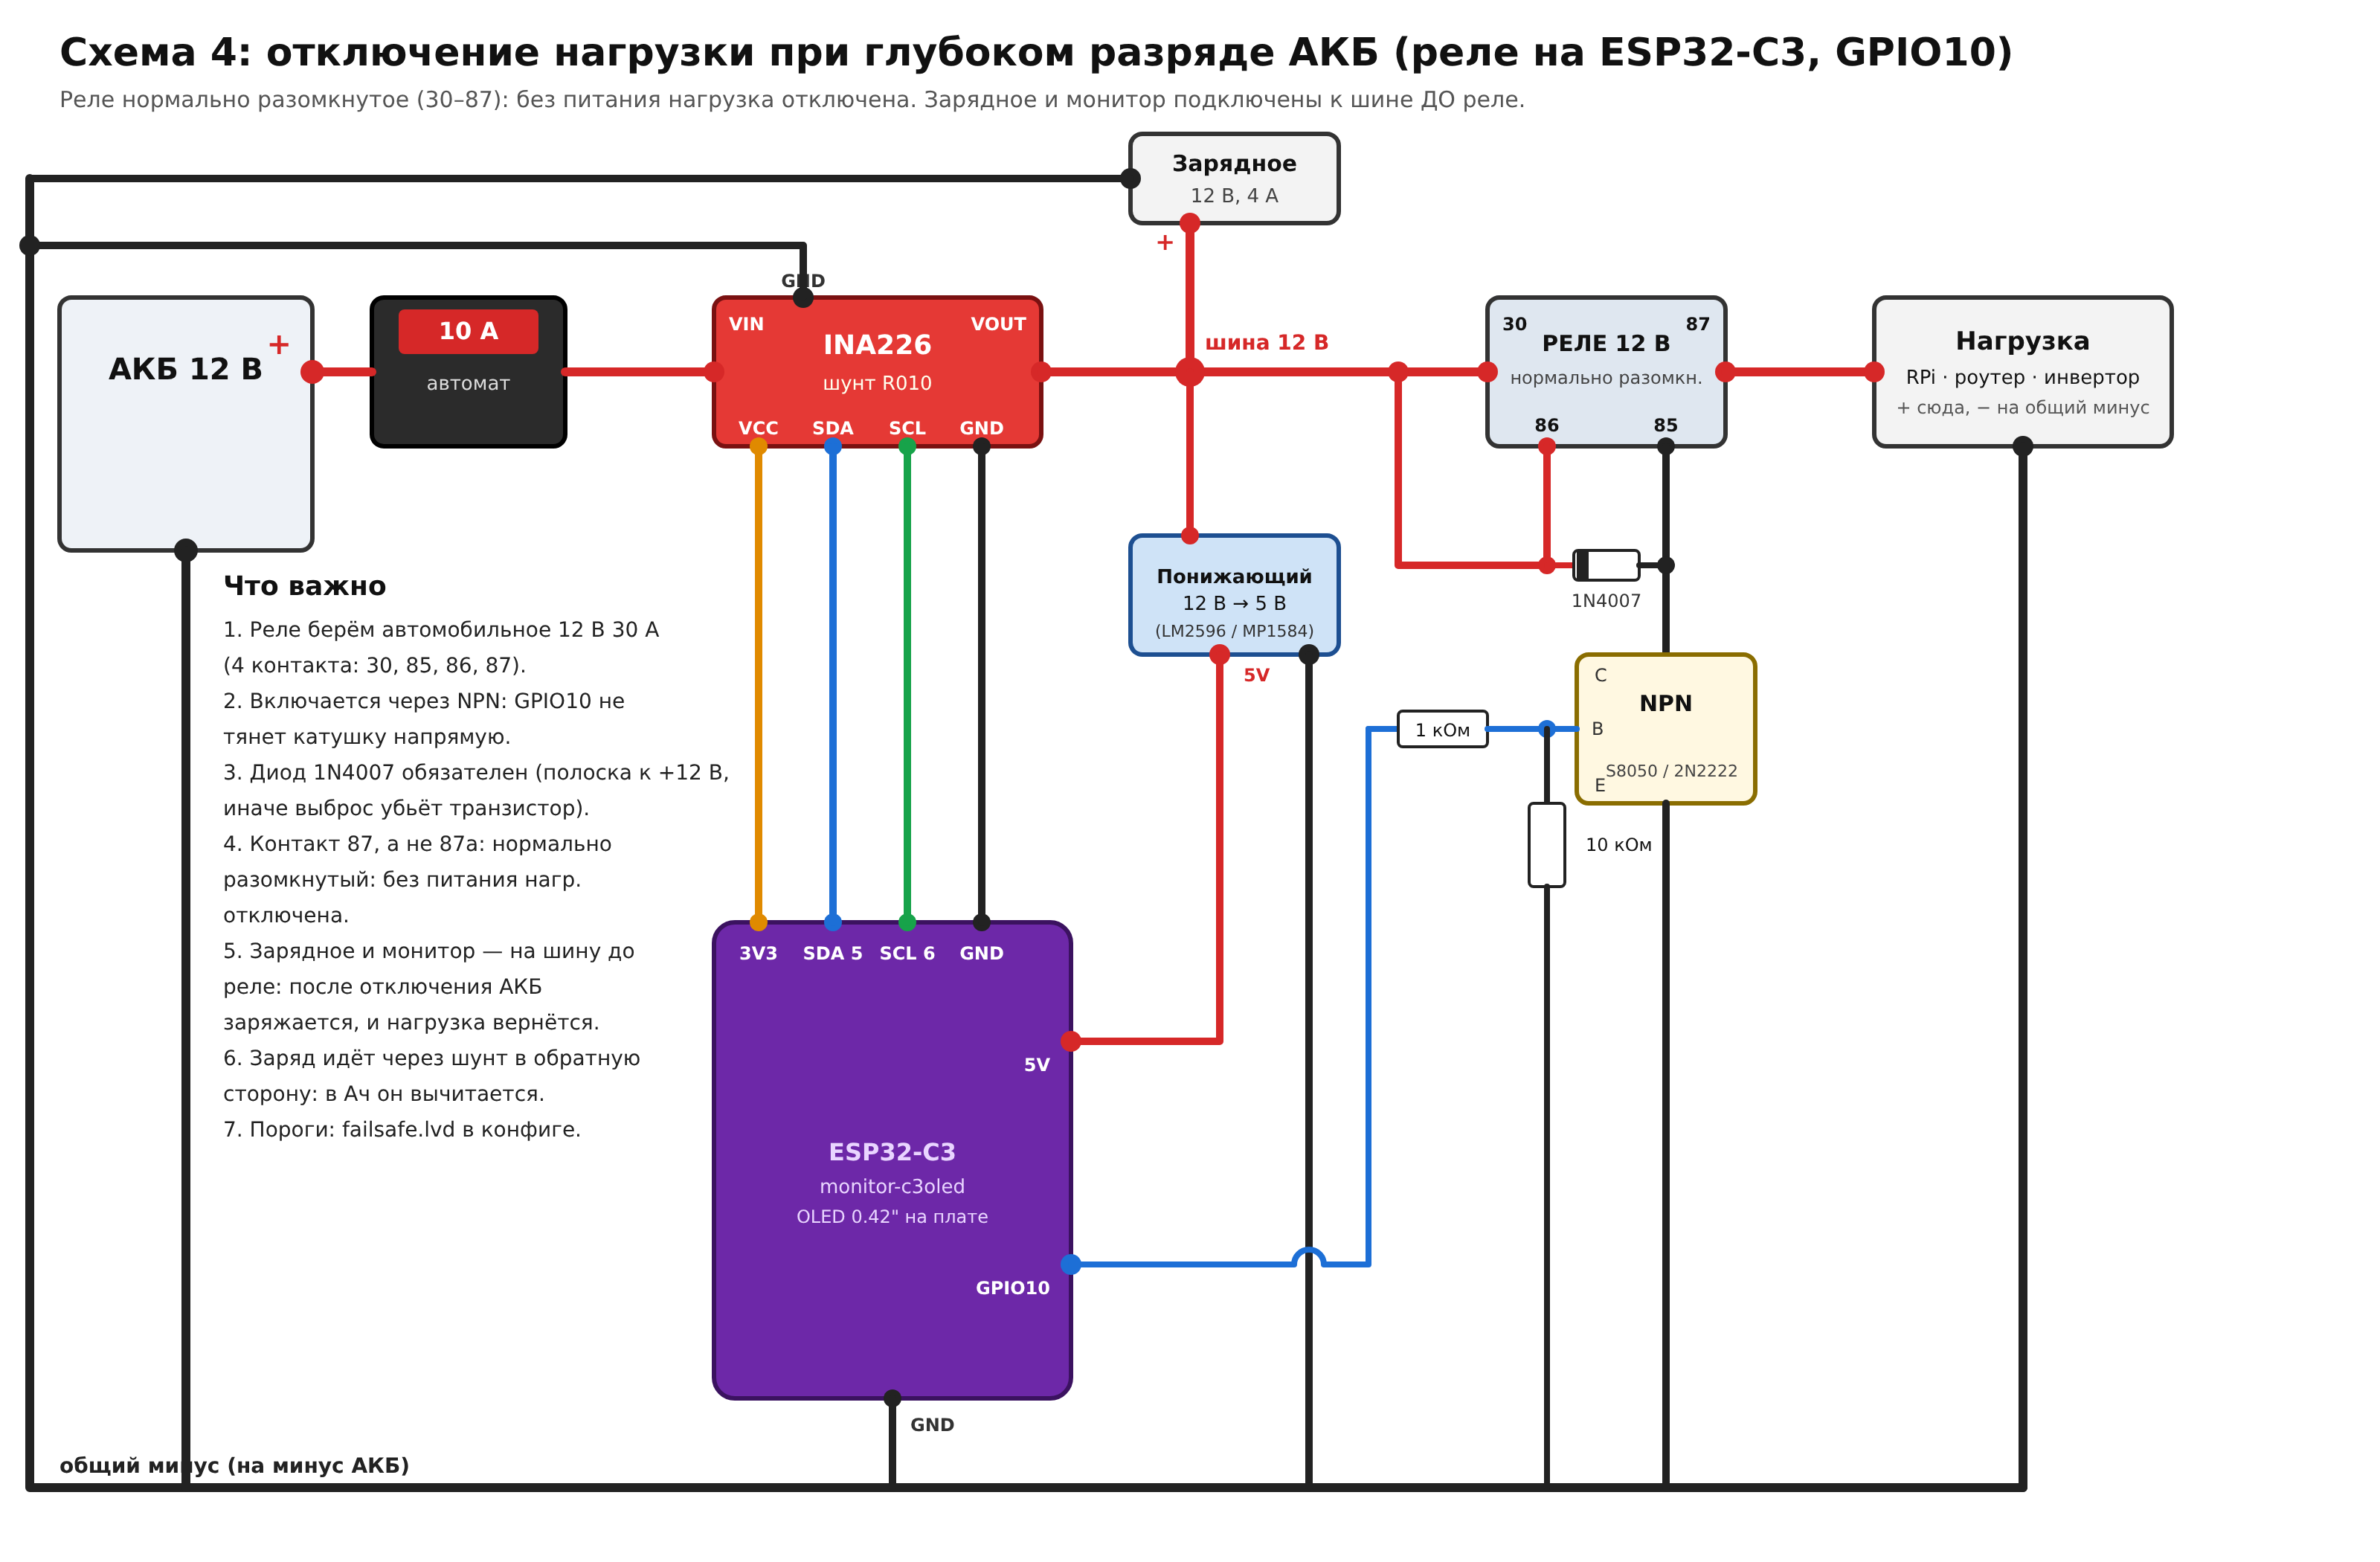 Схема 4: отключение нагрузки при глубоком разряде АКБ (реле на ESP32-C3, GPIO10)
Реле нормально разомкнутое (30–87): без питания нагрузка отключена. Зарядное и монитор подключены к шине ДО реле.
Зарядное
12 В, 4 А
+
GND
АКБ 12 В
+
10 А
автомат
VIN
VOUT
INA226
шунт R010
VCC
SDA
SCL
GND
шина 12 В
30
87
РЕЛЕ 12 В
нормально разомкн.
86
85
Нагрузка
RPi · роутер · инвертор
+ сюда, − на общий минус
Понижающий
12 В → 5 В
(LM2596 / MP1584)
5V
1N4007
C
NPN
B
S8050 / 2N2222
E
1 кОм
10 кОм
Что важно
1. Реле берём автомобильное 12 В 30 А
(4 контакта: 30, 85, 86, 87).
2. Включается через NPN: GPIO10 не
тянет катушку напрямую.
3. Диод 1N4007 обязателен (полоска к +12 В,
иначе выброс убьёт транзистор).
4. Контакт 87, а не 87a: нормально
разомкнутый: без питания нагр.
отключена.
5. Зарядное и монитор — на шину до
реле: после отключения АКБ
заряжается, и нагрузка вернётся.
6. Заряд идёт через шунт в обратную
сторону: в Ач он вычитается.
7. Пороги: failsafe.lvd в конфиге.
3V3
SDA 5
SCL 6
GND
5V
ESP32-C3
monitor-c3oled
OLED 0.42" на плате
GPIO10
GND
общий минус (на минус АКБ)